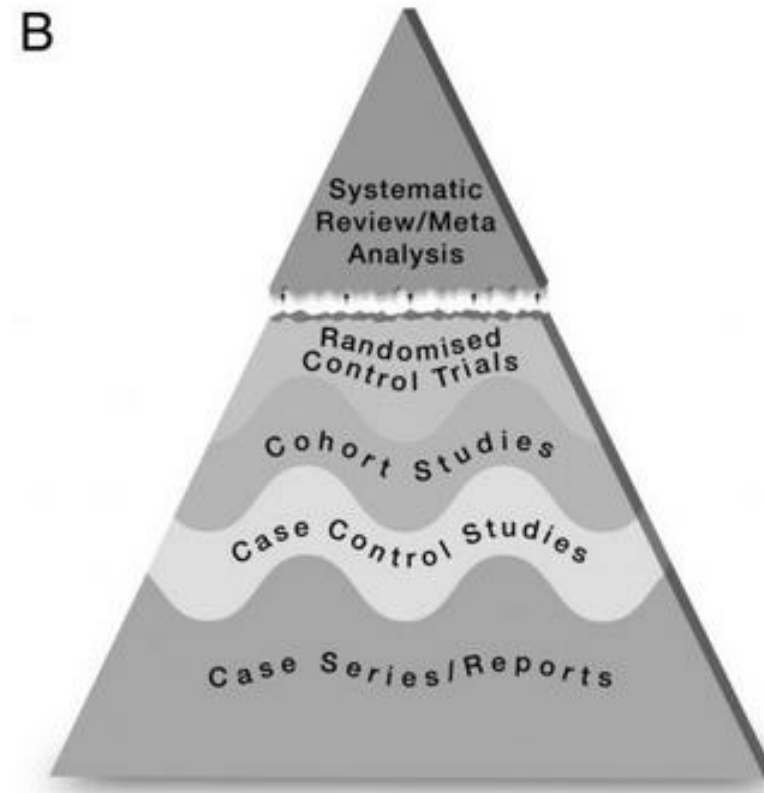 B
Systematic
Review/Meta
Analysis
Randomised
Control Trials
Cohort Studies
Case Control Studies
Case Series/Reports